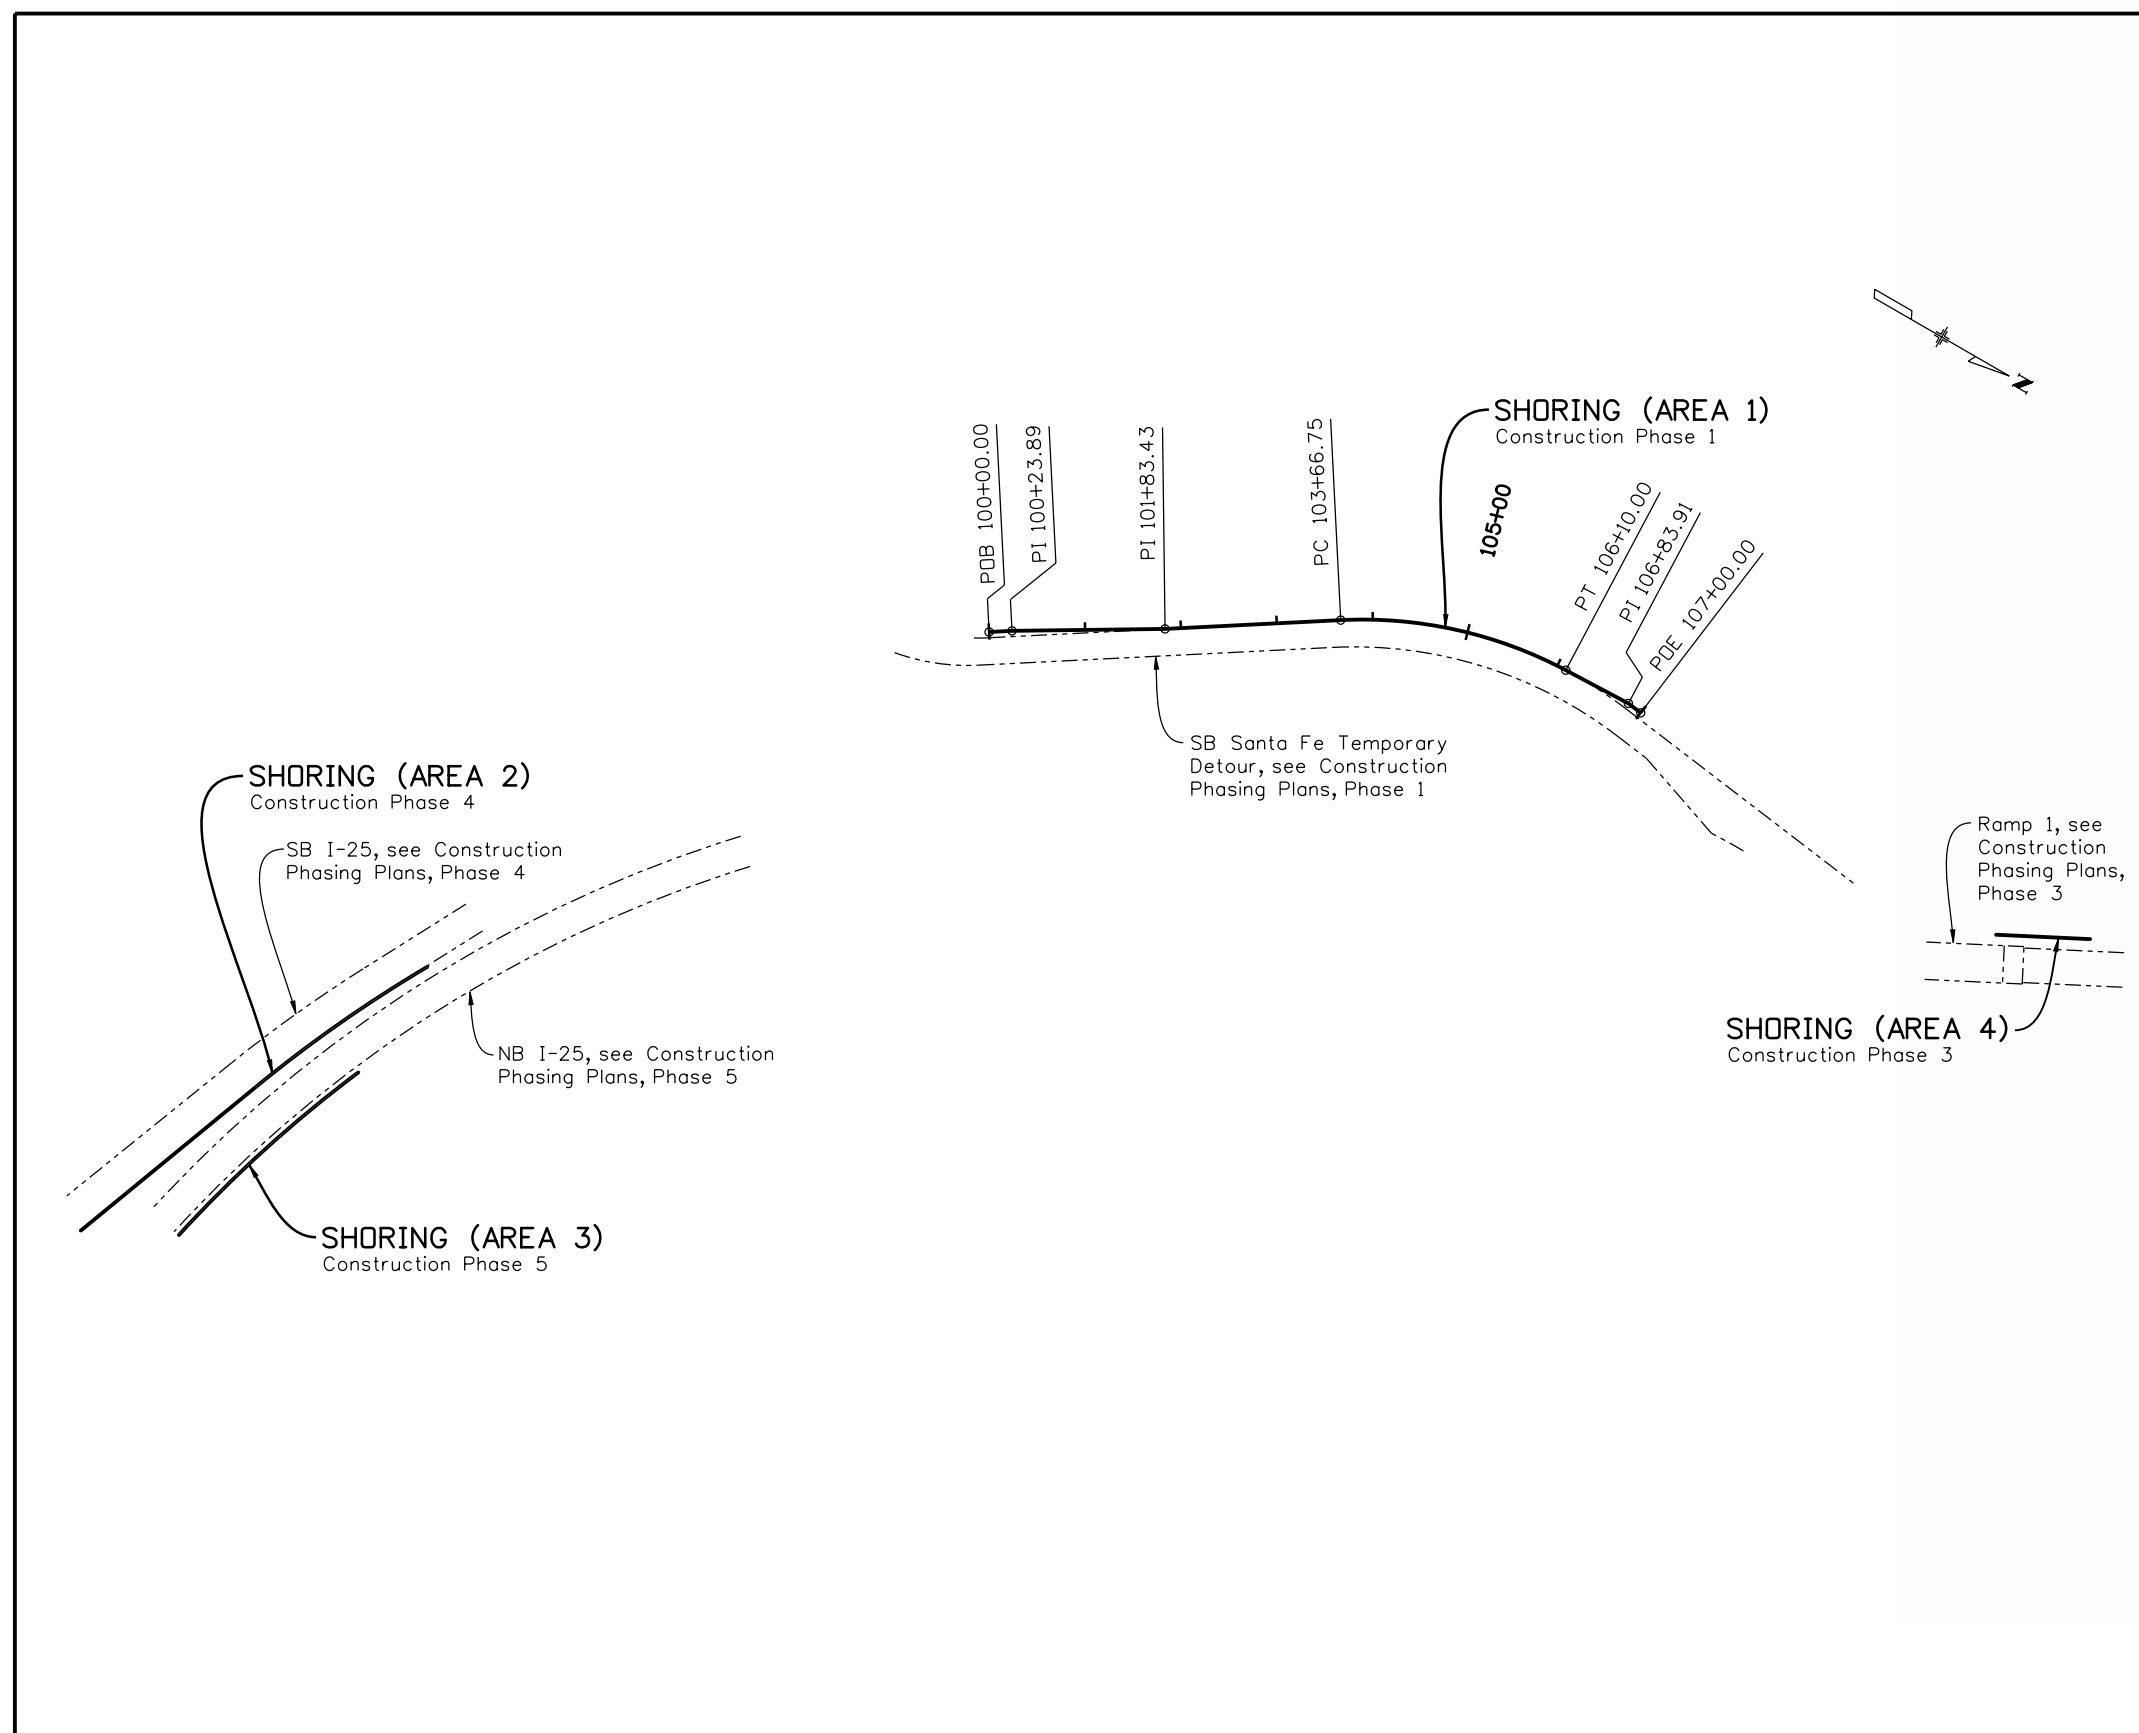 N
SHORING (AREA 1)
Construction Phase 1
POB 100+00.00
PI 100+23.89
PI 101+83.43
PC 103+66.75
105+00
PT 106+10.00
PI 106+83.91
POE 107+00.00
SB Santa Fe Temporary
Detour, see Construction
Phasing Plans, Phase 1
SHORING (AREA 2)
Construction Phase 4
SB I-25, see Construction
Phasing Plans, Phase 4
Ramp 1, see
Construction
Phasing Plans,
Phase 3
SHORING (AREA 4)
Construction Phase 3
NB I-25, see Construction
Phasing Plans, Phase 5
SHORING (AREA 3)
Construction Phase 5